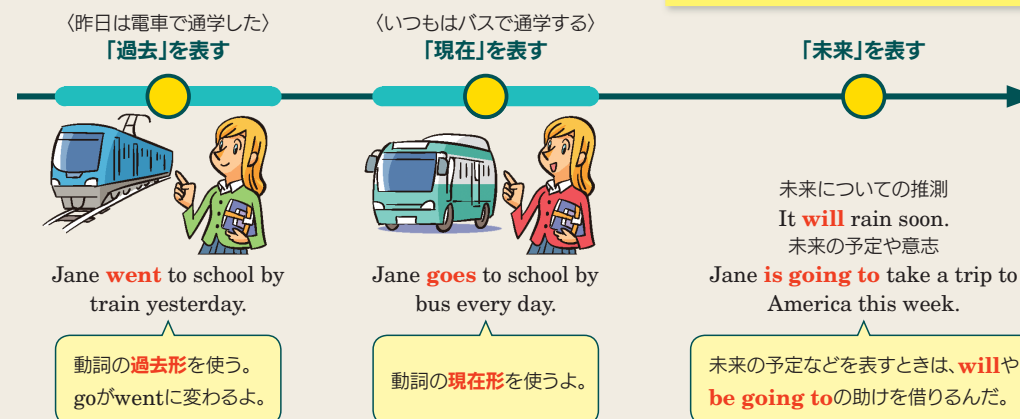 〈昨日は電車で通学した〉
「過去」を表す
〈いつもはバスで通学する〉
「現在」を表す
「未来」を表す
Jane went to school by
train yesterday.
Jane goes to school by
bus every day.
未来についての推測
It will rain soon.
未来の予定や意志
Jane is going to take a trip to
America this week.
動詞の過去形を使う。
goがwentに変わるよ。
動詞の現在形を使うよ。
未来の予定などを表すときは、willや
be going toの助けを借りるんだ。